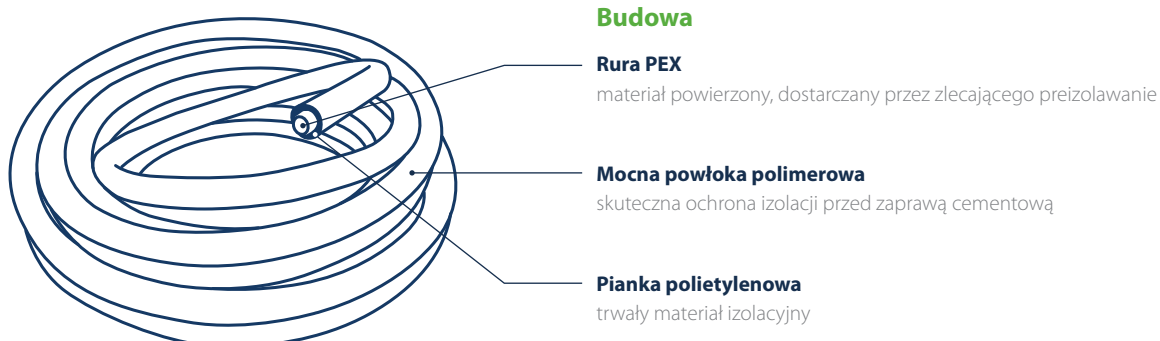 Budowa
Rura PEX
materiał powierzony, dostarczany przez zlecającego preizolawanie
Mocna powłoka polimerowa
skuteczna ochrona izolacji przed zaprawą cementową
Pianka polietylenowa
trwały materiał izolacyjny